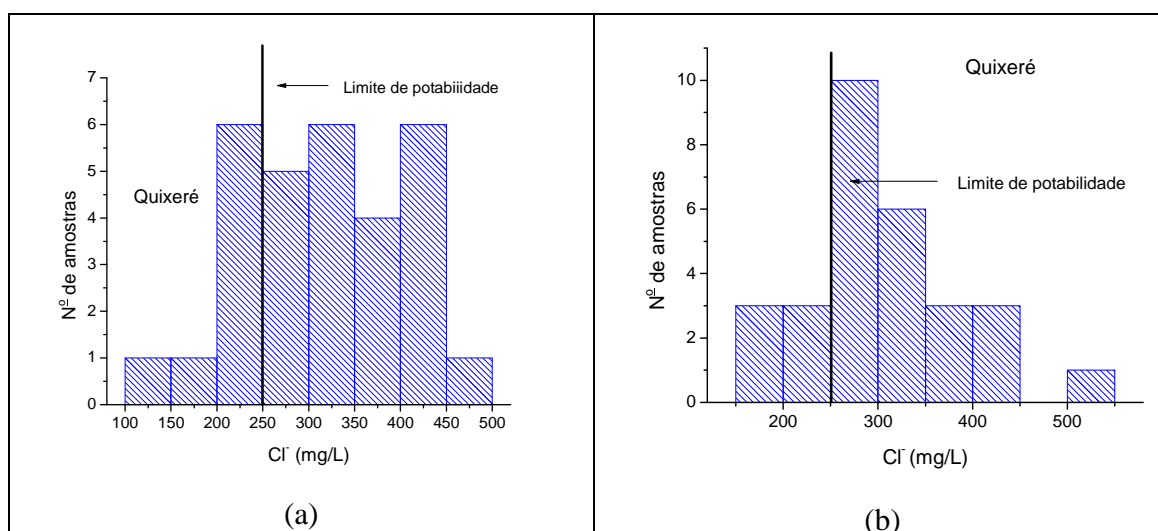 7
6
5
4
3
2
1
0
Nº de amostras
Quixeré
Limite de potabiiidade
100 150 200 250 300 350 400 450 500
Cl⁻ (mg/L)
(a)
10
8
6
4
2
0
Nº de amostras
Quixeré
Limite de potabilidade
200 300 400 500
Cl⁻ (mg/L)
(b)